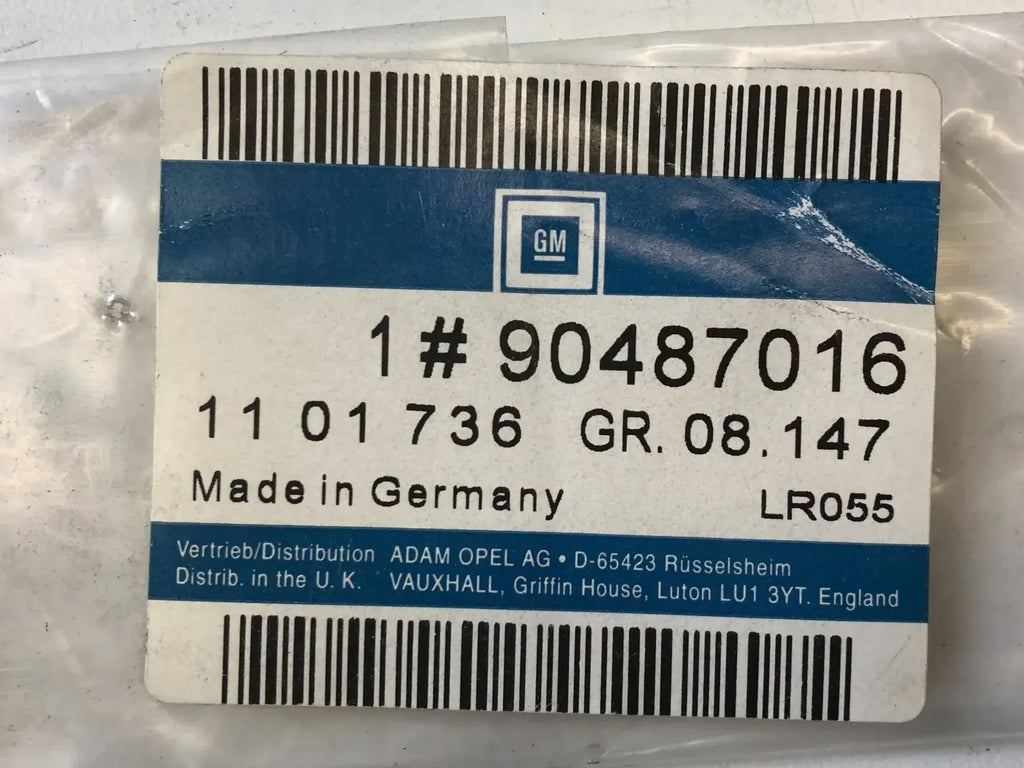 GM
1 # 90487016
11 01 736 GR. 08.147
Made in Germany LR055
Vertrieb/Distribution ADAM OPEL AG • D-65423 Rüsselsheim
Distrib. in the U. K. VAUXHALL, Griffin House, Luton LU1 3YT. England